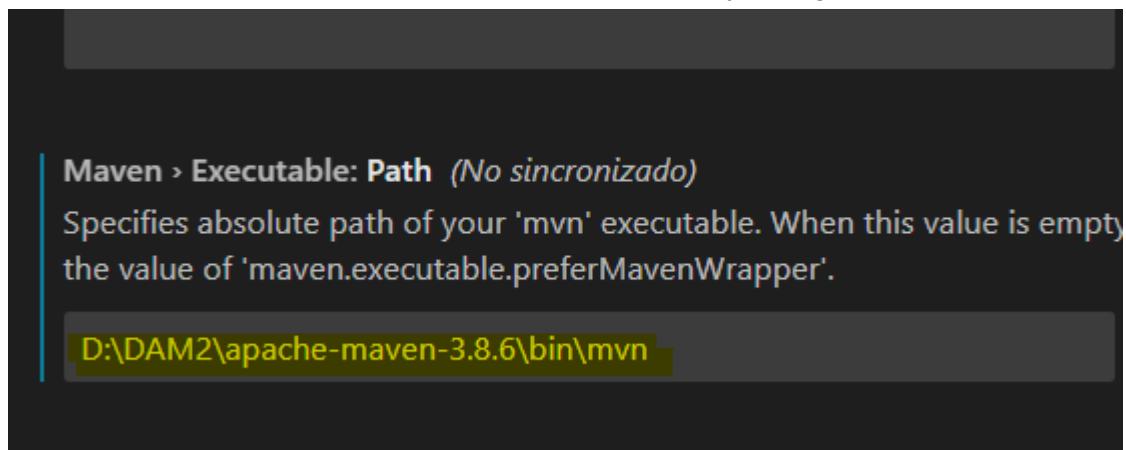 Maven › Executable: Path (No sincronizado)
Specifies absolute path of your 'mvn' executable. When this value is empty
the value of 'maven.executable.preferMavenWrapper'.
D:\DAM2\apache-maven-3.8.6\bin\mvn